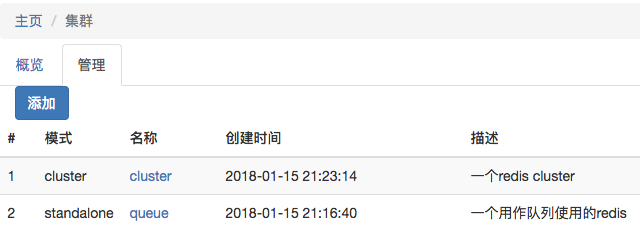 主页 / 集群
概览 管理
添加
# 模式 名称 创建时间 描述
1 cluster cluster 2018-01-15 21:23:14 一个redis cluster
2 standalone queue 2018-01-15 21:16:40 一个用作队列使用的redis